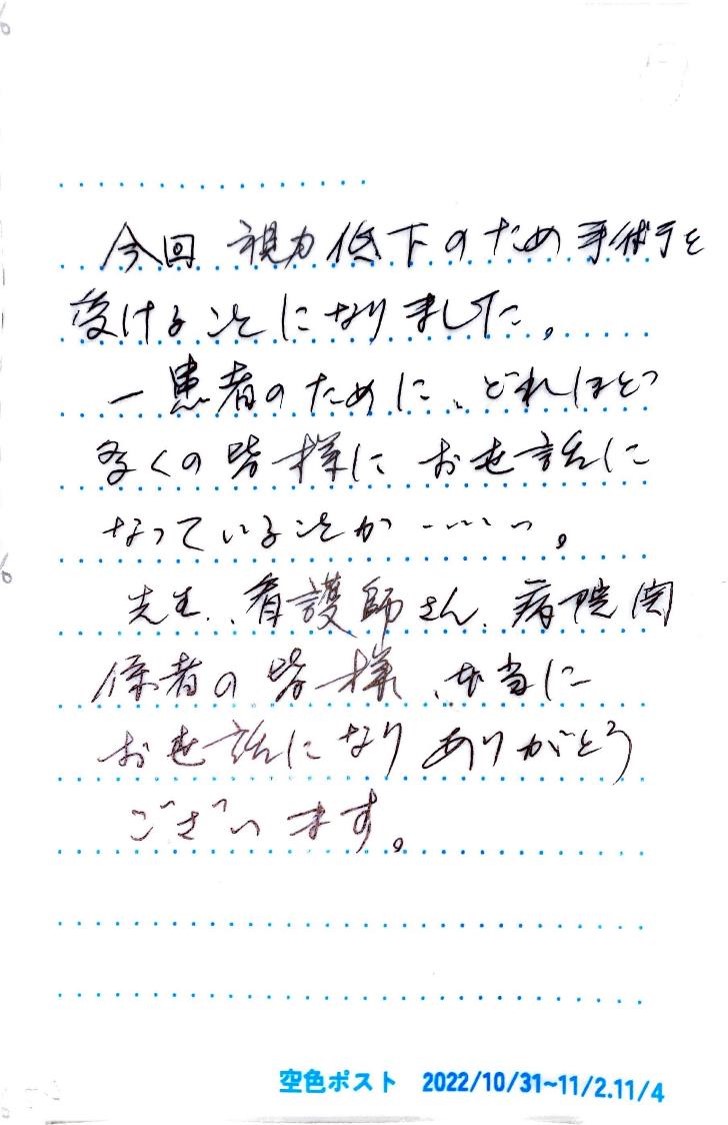 今回 視力低下のため手術を
受けることになりました。
一患者のために、どれほど
多くの皆様に お世話に
なっていることか……。
先生、看護師さん、病院関
係者の皆様、本当に
お世話になり ありがとう
ございます。
空色ポスト 2022/10/31~11/2.11/4